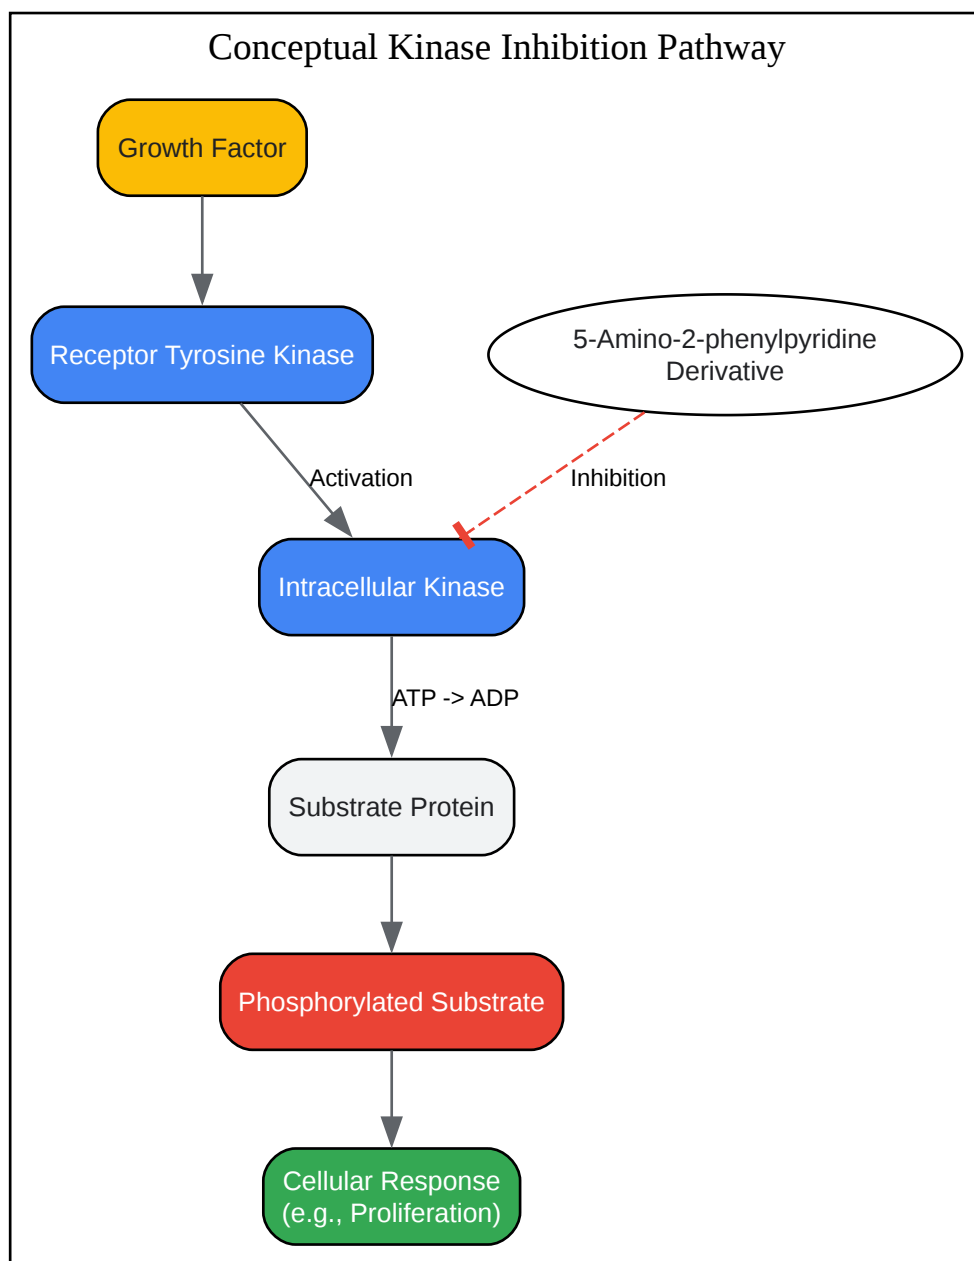 Conceptual Kinase Inhibition Pathway
Growth Factor
Receptor Tyrosine Kinase
5-Amino-2-phenylpyridine
Derivative
Activation
Inhibition
Intracellular Kinase
ATP -> ADP
Substrate Protein
Phosphorylated Substrate
Cellular Response
(e.g., Proliferation)